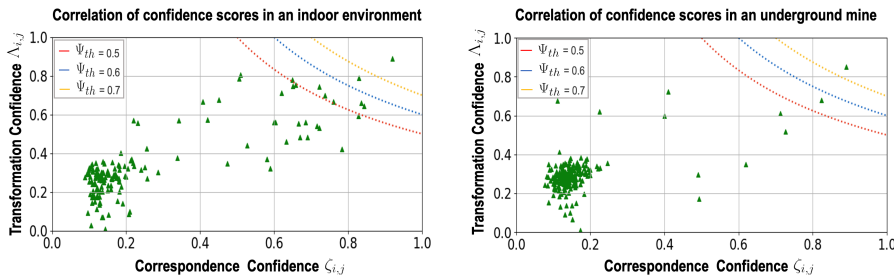 Correlation of confidence scores in an indoor environment
Transformation Confidence Λi,j
1.0
0.8
0.6
0.4
0.2
0.0
Ψth = 0.5
Ψth = 0.6
Ψth = 0.7
0.0 0.2 0.4 0.6 0.8 1.0
Correspondence Confidence ζi,j
Correlation of confidence scores in an underground mine
Transformation Confidence Λi,j
1.0
0.8
0.6
0.4
0.2
0.0
Ψth = 0.5
Ψth = 0.6
Ψth = 0.7
0.0 0.2 0.4 0.6 0.8 1.0
Correspondence Confidence ζi,j